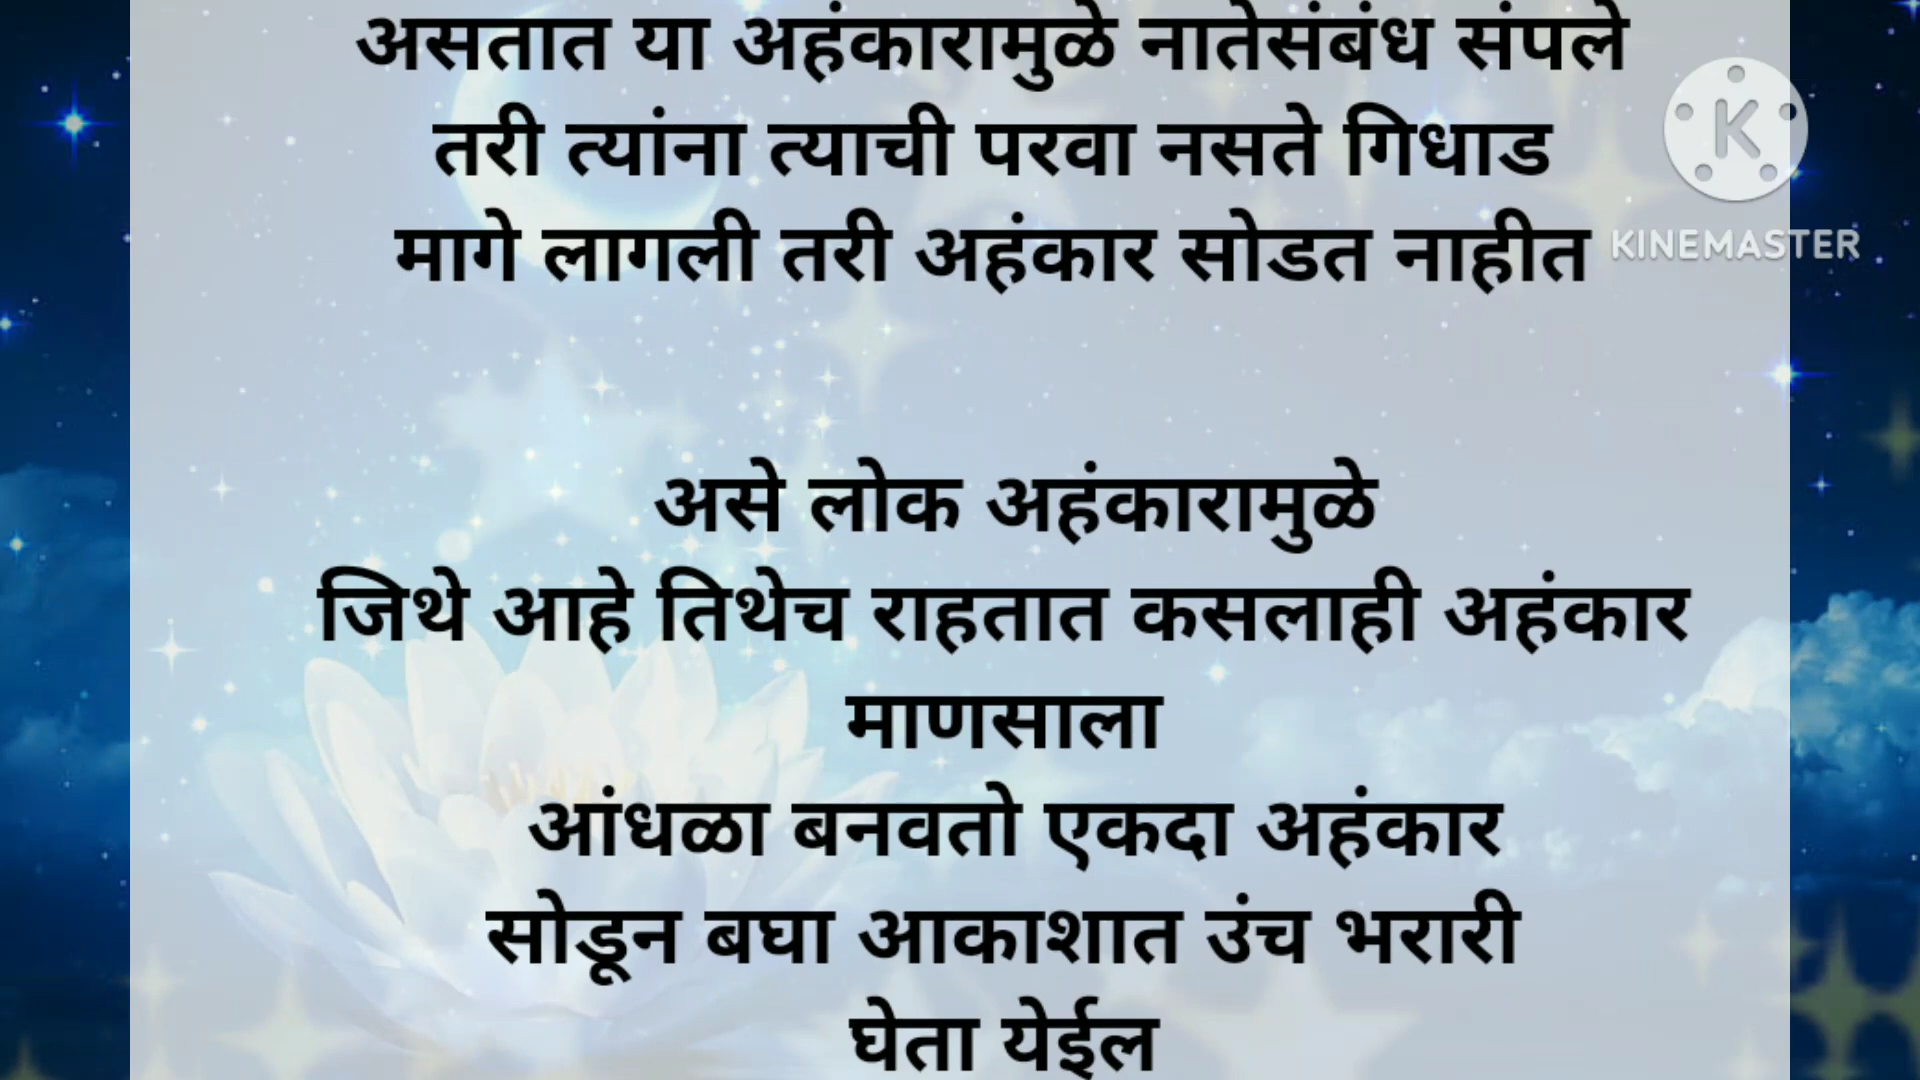 असतात या अहंकारामुळे नातेसंबंध संपले
तरी त्यांना त्याची परवा नसते गिधाड
मागे लागली तरी अहंकार सोडत नाहीत
K
KINEMASTER
असे लोक अहंकारामुळे
जिथे आहे तिथेच राहतात कसलाही अहंकार
माणसाला
आंधळा बनवतो एकदा अहंकार
सोडून बघा आकाशात उंच भरारी
घेता येईल